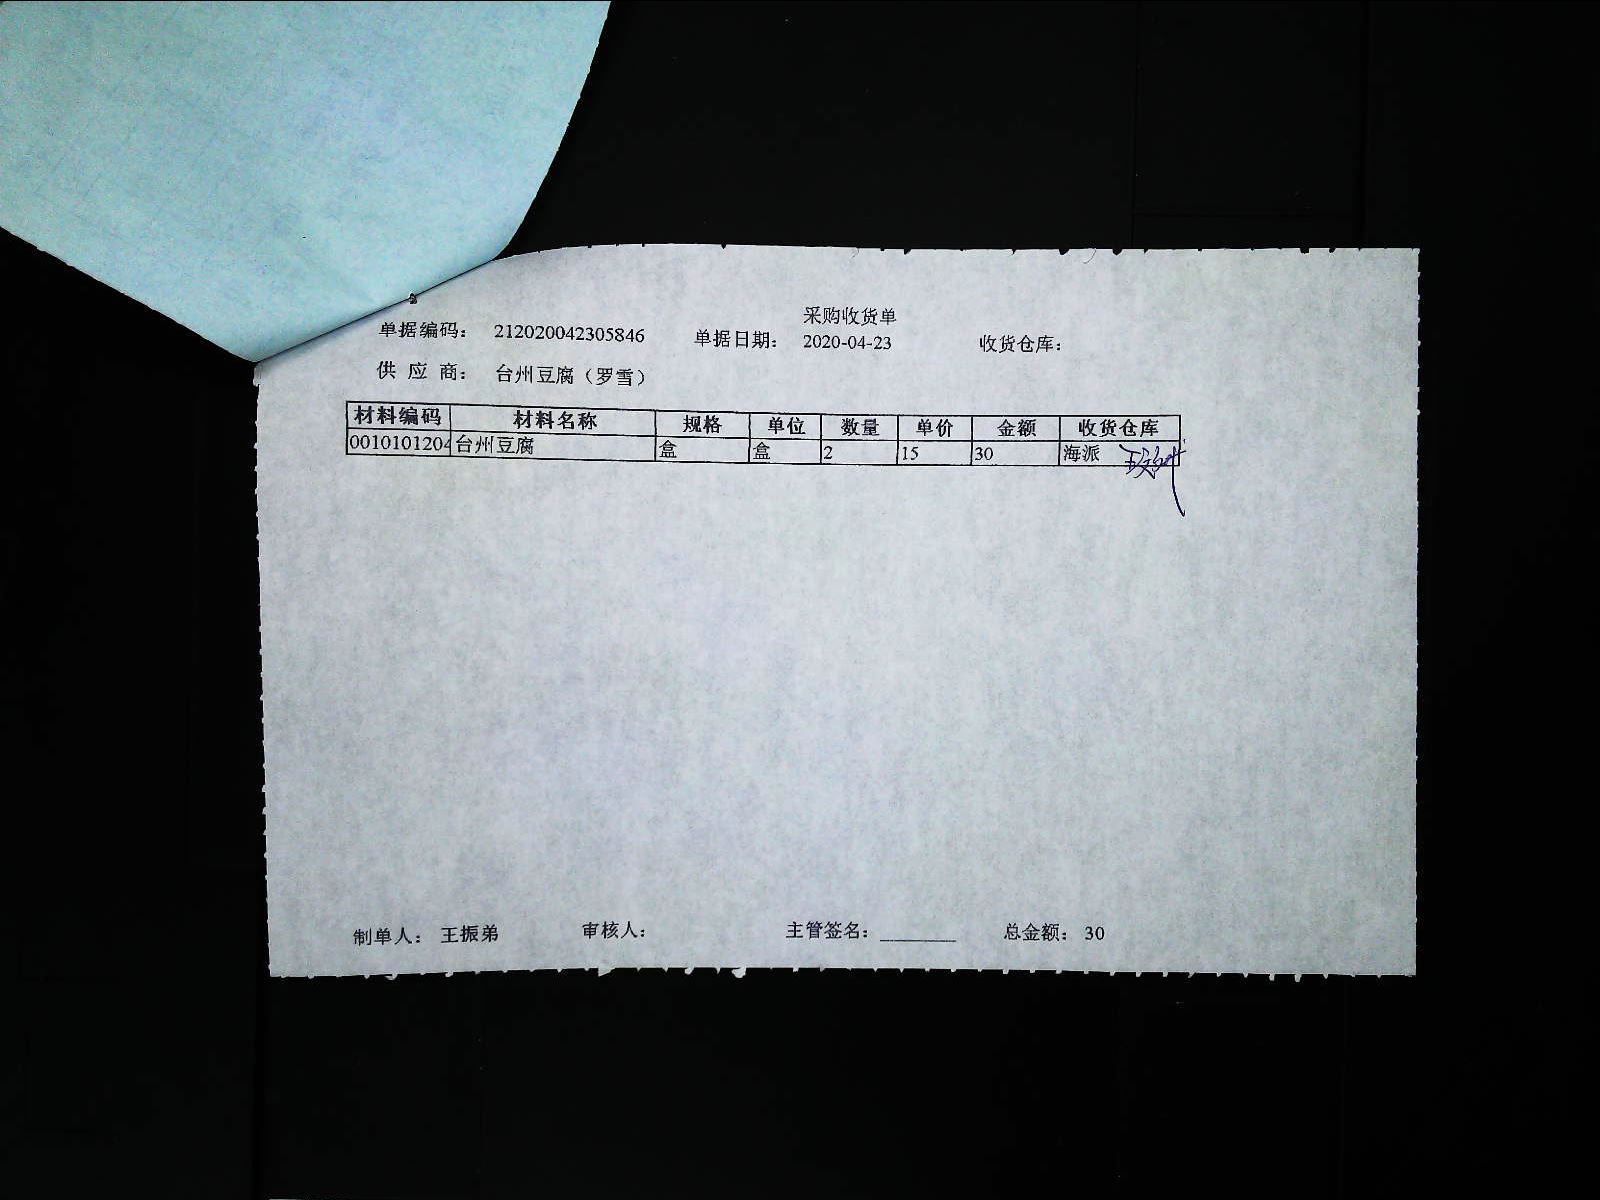 采购收货单
单据编码： 212020042305846 单据日期： 2020-04-23 收货仓库：
供 应 商： 台州豆腐（罗雪）
材料编码 材料名称 规格 单位 数量 单价 金额 收货仓库
0010101204 台州豆腐 盒 盒 2 15 30 海派
制单人： 王振弟 审核人： 主管签名： 总金额： 30